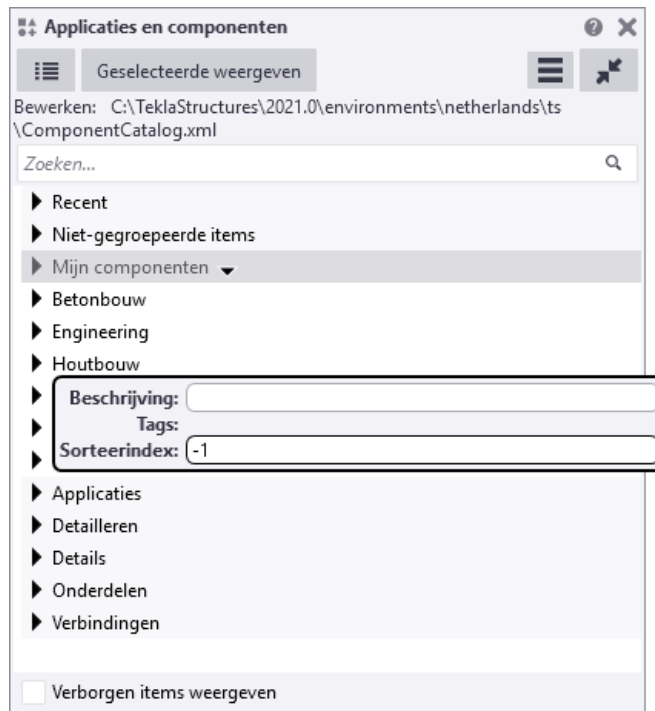 Applicaties en componenten
Geselecteerde weergeven
Bewerken: C:\TeklaStructures\2021.0\environments\netherlands\ts
\ComponentCatalog.xml
Zoeken...
Recent
Niet-gegroepeerde items
Mijn componenten
Betonbouw
Engineering
Houtbouw
Beschrijving:
Tags:
Sorteerindex: -1
Applicaties
Detailleren
Details
Onderdelen
Verbindingen
Verborgen items weergeven